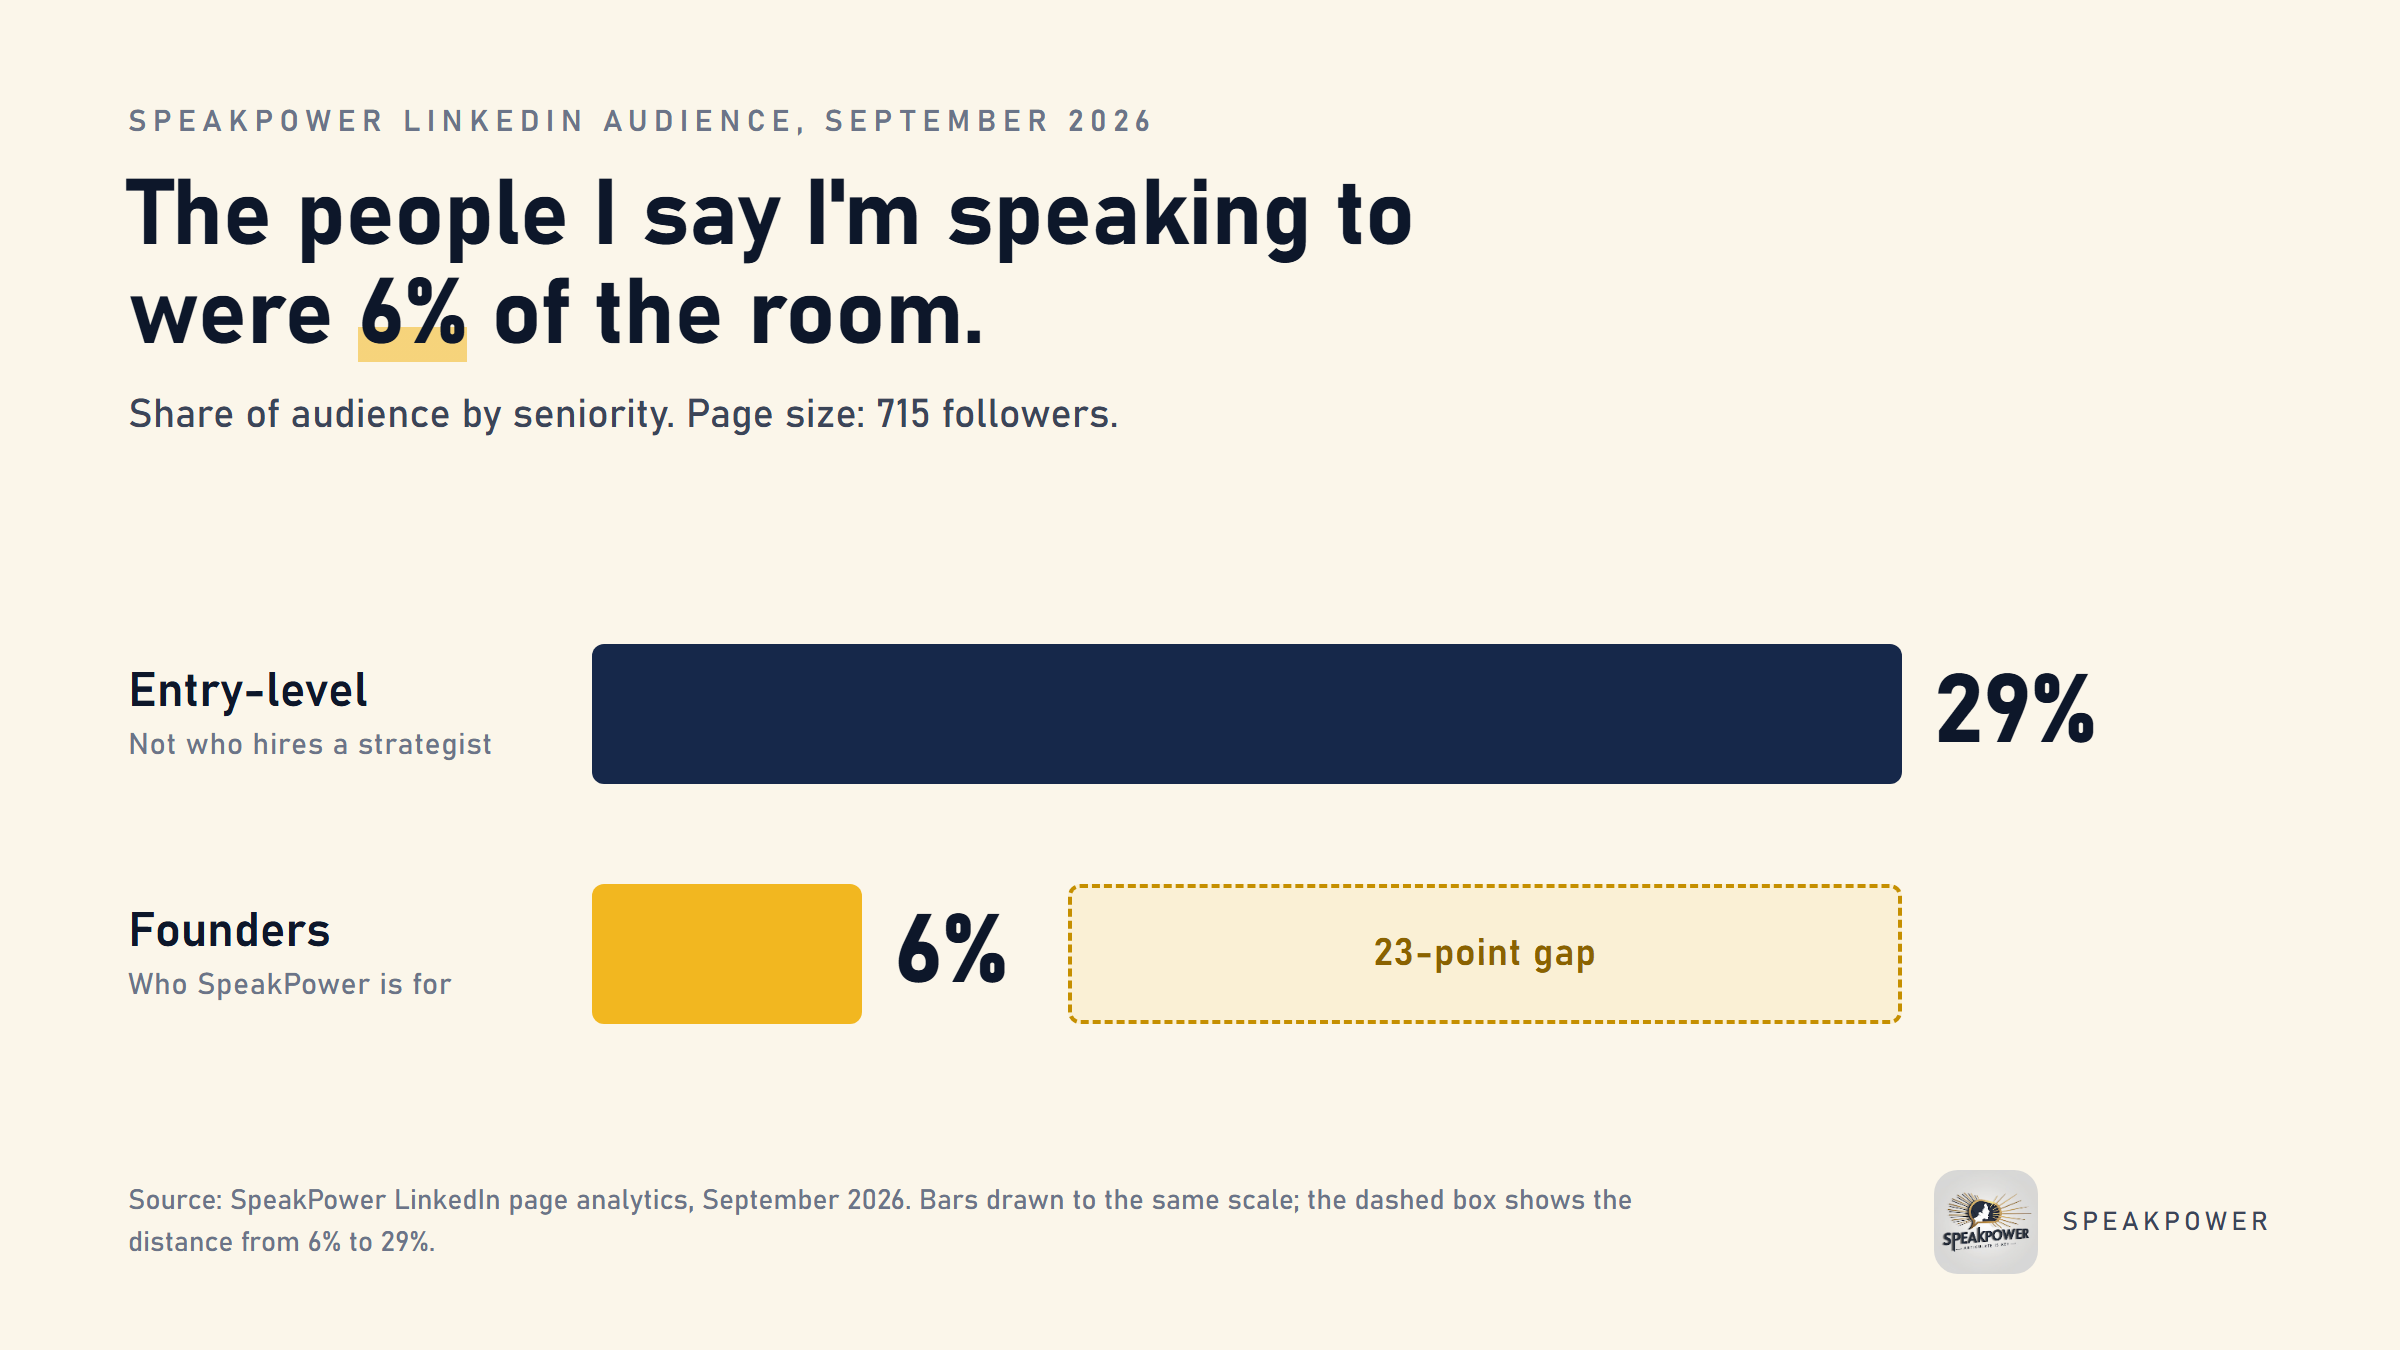 SPEAKPOWER LINKEDIN AUDIENCE, SEPTEMBER 2026
The people I say I'm speaking to
were 6% of the room.
Share of audience by seniority. Page size: 715 followers.
Entry-level
Not who hires a strategist
29%
Founders
Who SpeakPower is for
6%
23-point gap
Source: SpeakPower LinkedIn page analytics, September 2026. Bars drawn to the same scale; the dashed box shows the
distance from 6% to 29%.
SPEAKPOWER
SPEAKPOWER